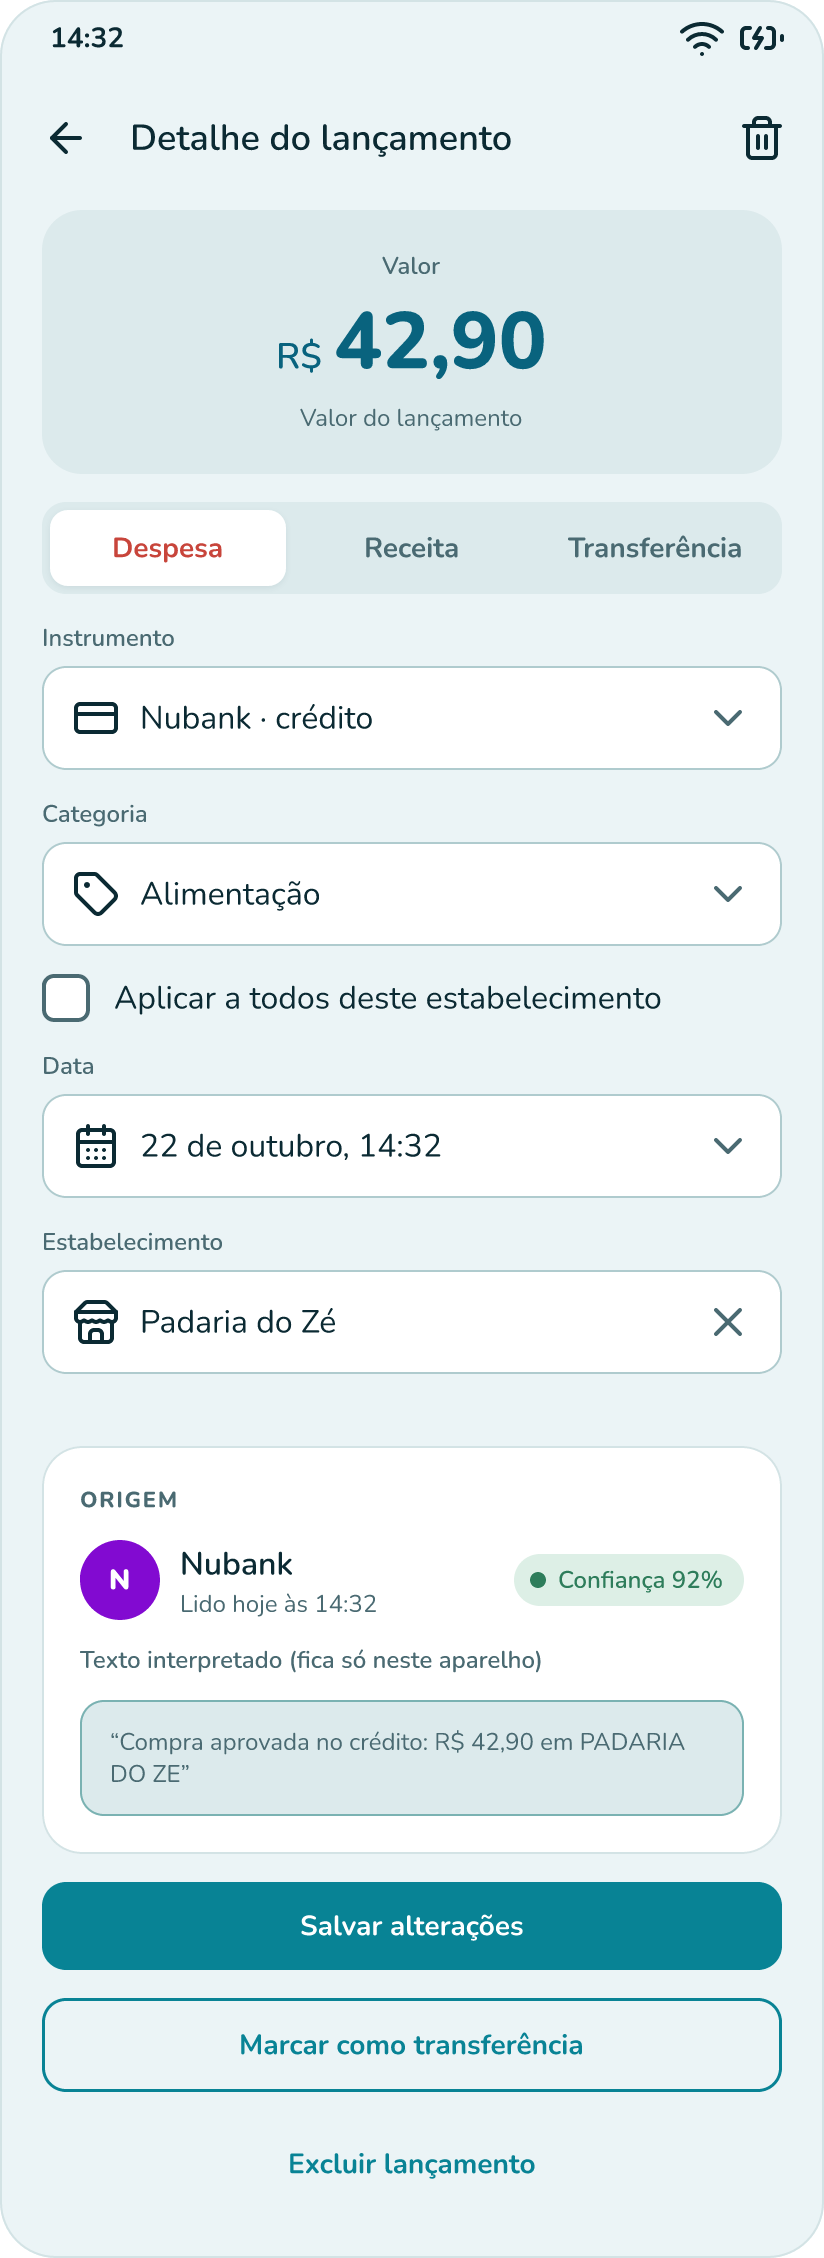 14:32
Detalhe do lançamento
Valor
R$ 42,90
Valor do lançamento
Despesa Receita Transferência
Instrumento
Nubank · crédito
Categoria
Alimentação
Aplicar a todos deste estabelecimento
Data
22 de outubro, 14:32
Estabelecimento
Padaria do Zé
ORIGEM
N
Nubank
Lido hoje às 14:32
Confiança 92%
Texto interpretado (fica só neste aparelho)
“Compra aprovada no crédito: R$ 42,90 em PADARIA
DO ZE”
Salvar alterações
Marcar como transferência
Excluir lançamento